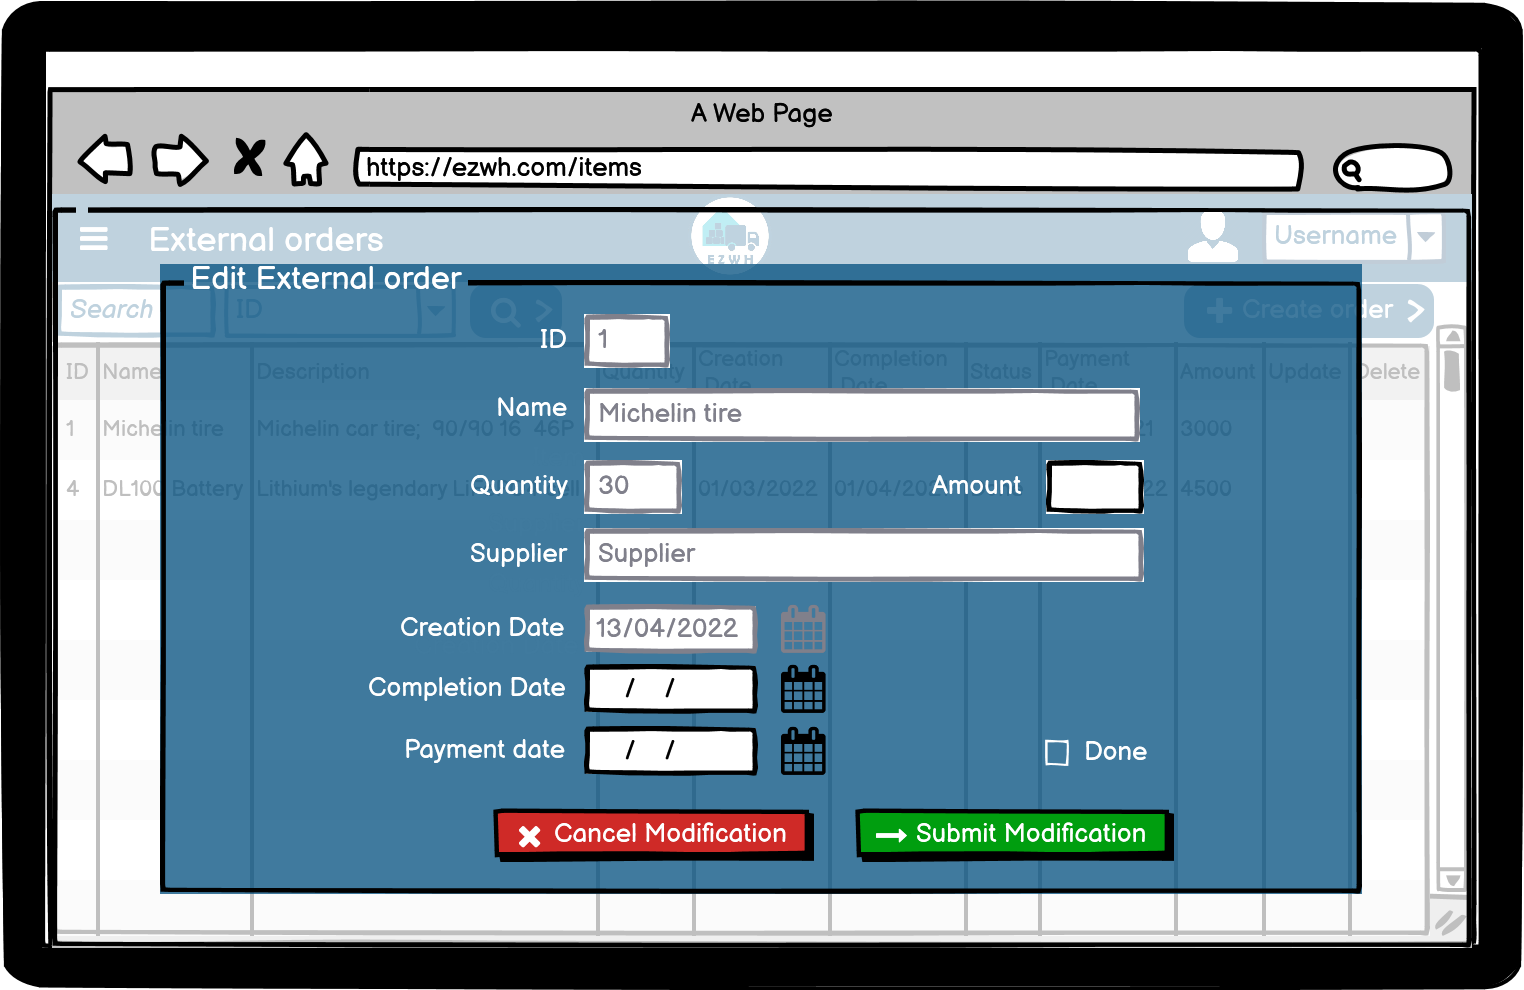 A Web Page
https://ezwh.com/items
External orders
EZWH
Username
Edit External order
Search
ID
Create order
ID 1
ID Name Description Quantity Creation Date Completion Date Status Payment Date Amount Update Delete
Name Michelin tire
1 Michelin tire Michelin car tire; 90/90 16 46P 3000
Quantity 30 Amount
4 DL100 Battery Lithium's legendary 01/03/2022 01/04/202 22 4500
Supplier Supplier
Creation Date 13/04/2022
Completion Date / /
Payment date / /
Done
Cancel Modification
Submit Modification